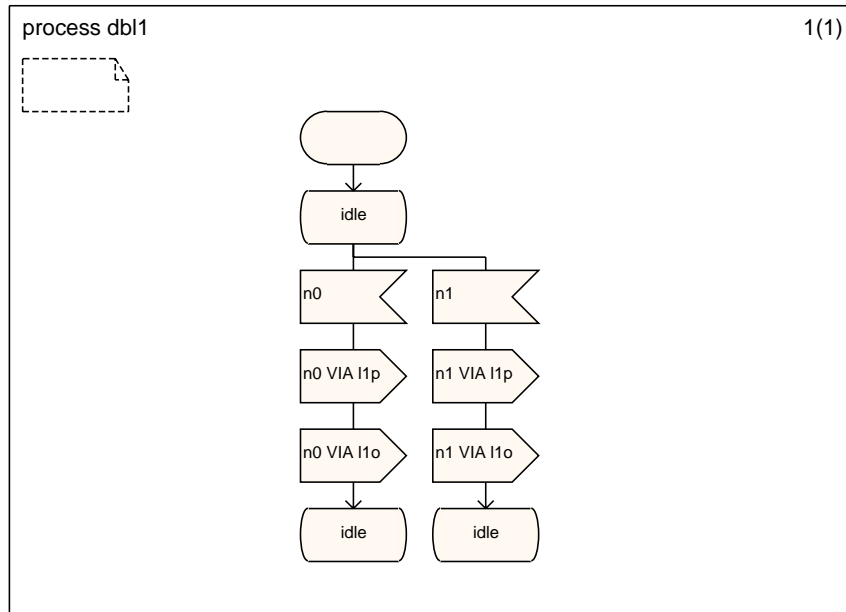 process dbl1
1(1)
idle
n0
n1
n0 VIA l1p
n1 VIA l1p
n0 VIA l1o
n1 VIA l1o
idle
idle